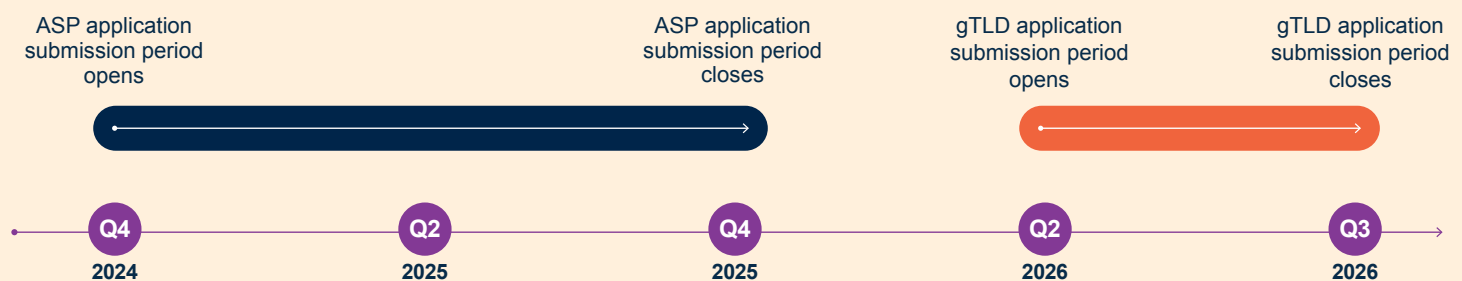 ASP application
submission period
opens
ASP application
submission period
closes
gTLD application
submission period
opens
gTLD application
submission period
closes
Q4
Q2
Q4
Q2
Q3
2024
2025
2025
2026
2026